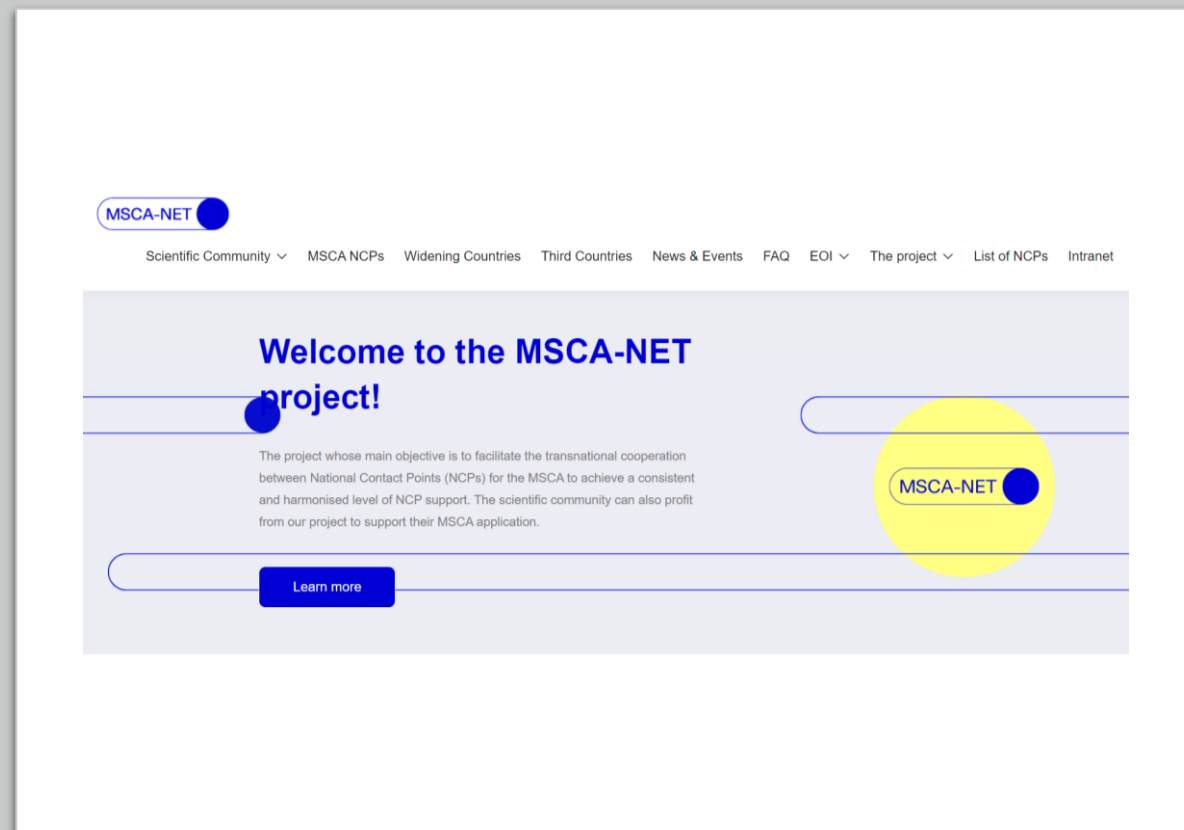 MSCA-NET
Scientific Community MSCA NCPs Widening Countries Third Countries News & Events FAQ EOI The project List of NCPs Intranet
Welcome to the MSCA-NET
project!
The project whose main objective is to facilitate the transnational cooperation
between National Contact Points (NCPs) for the MSCA to achieve a consistent
and harmonised level of NCP support. The scientific community can also profit
from our project to support their MSCA application.
MSCA-NET
Learn more